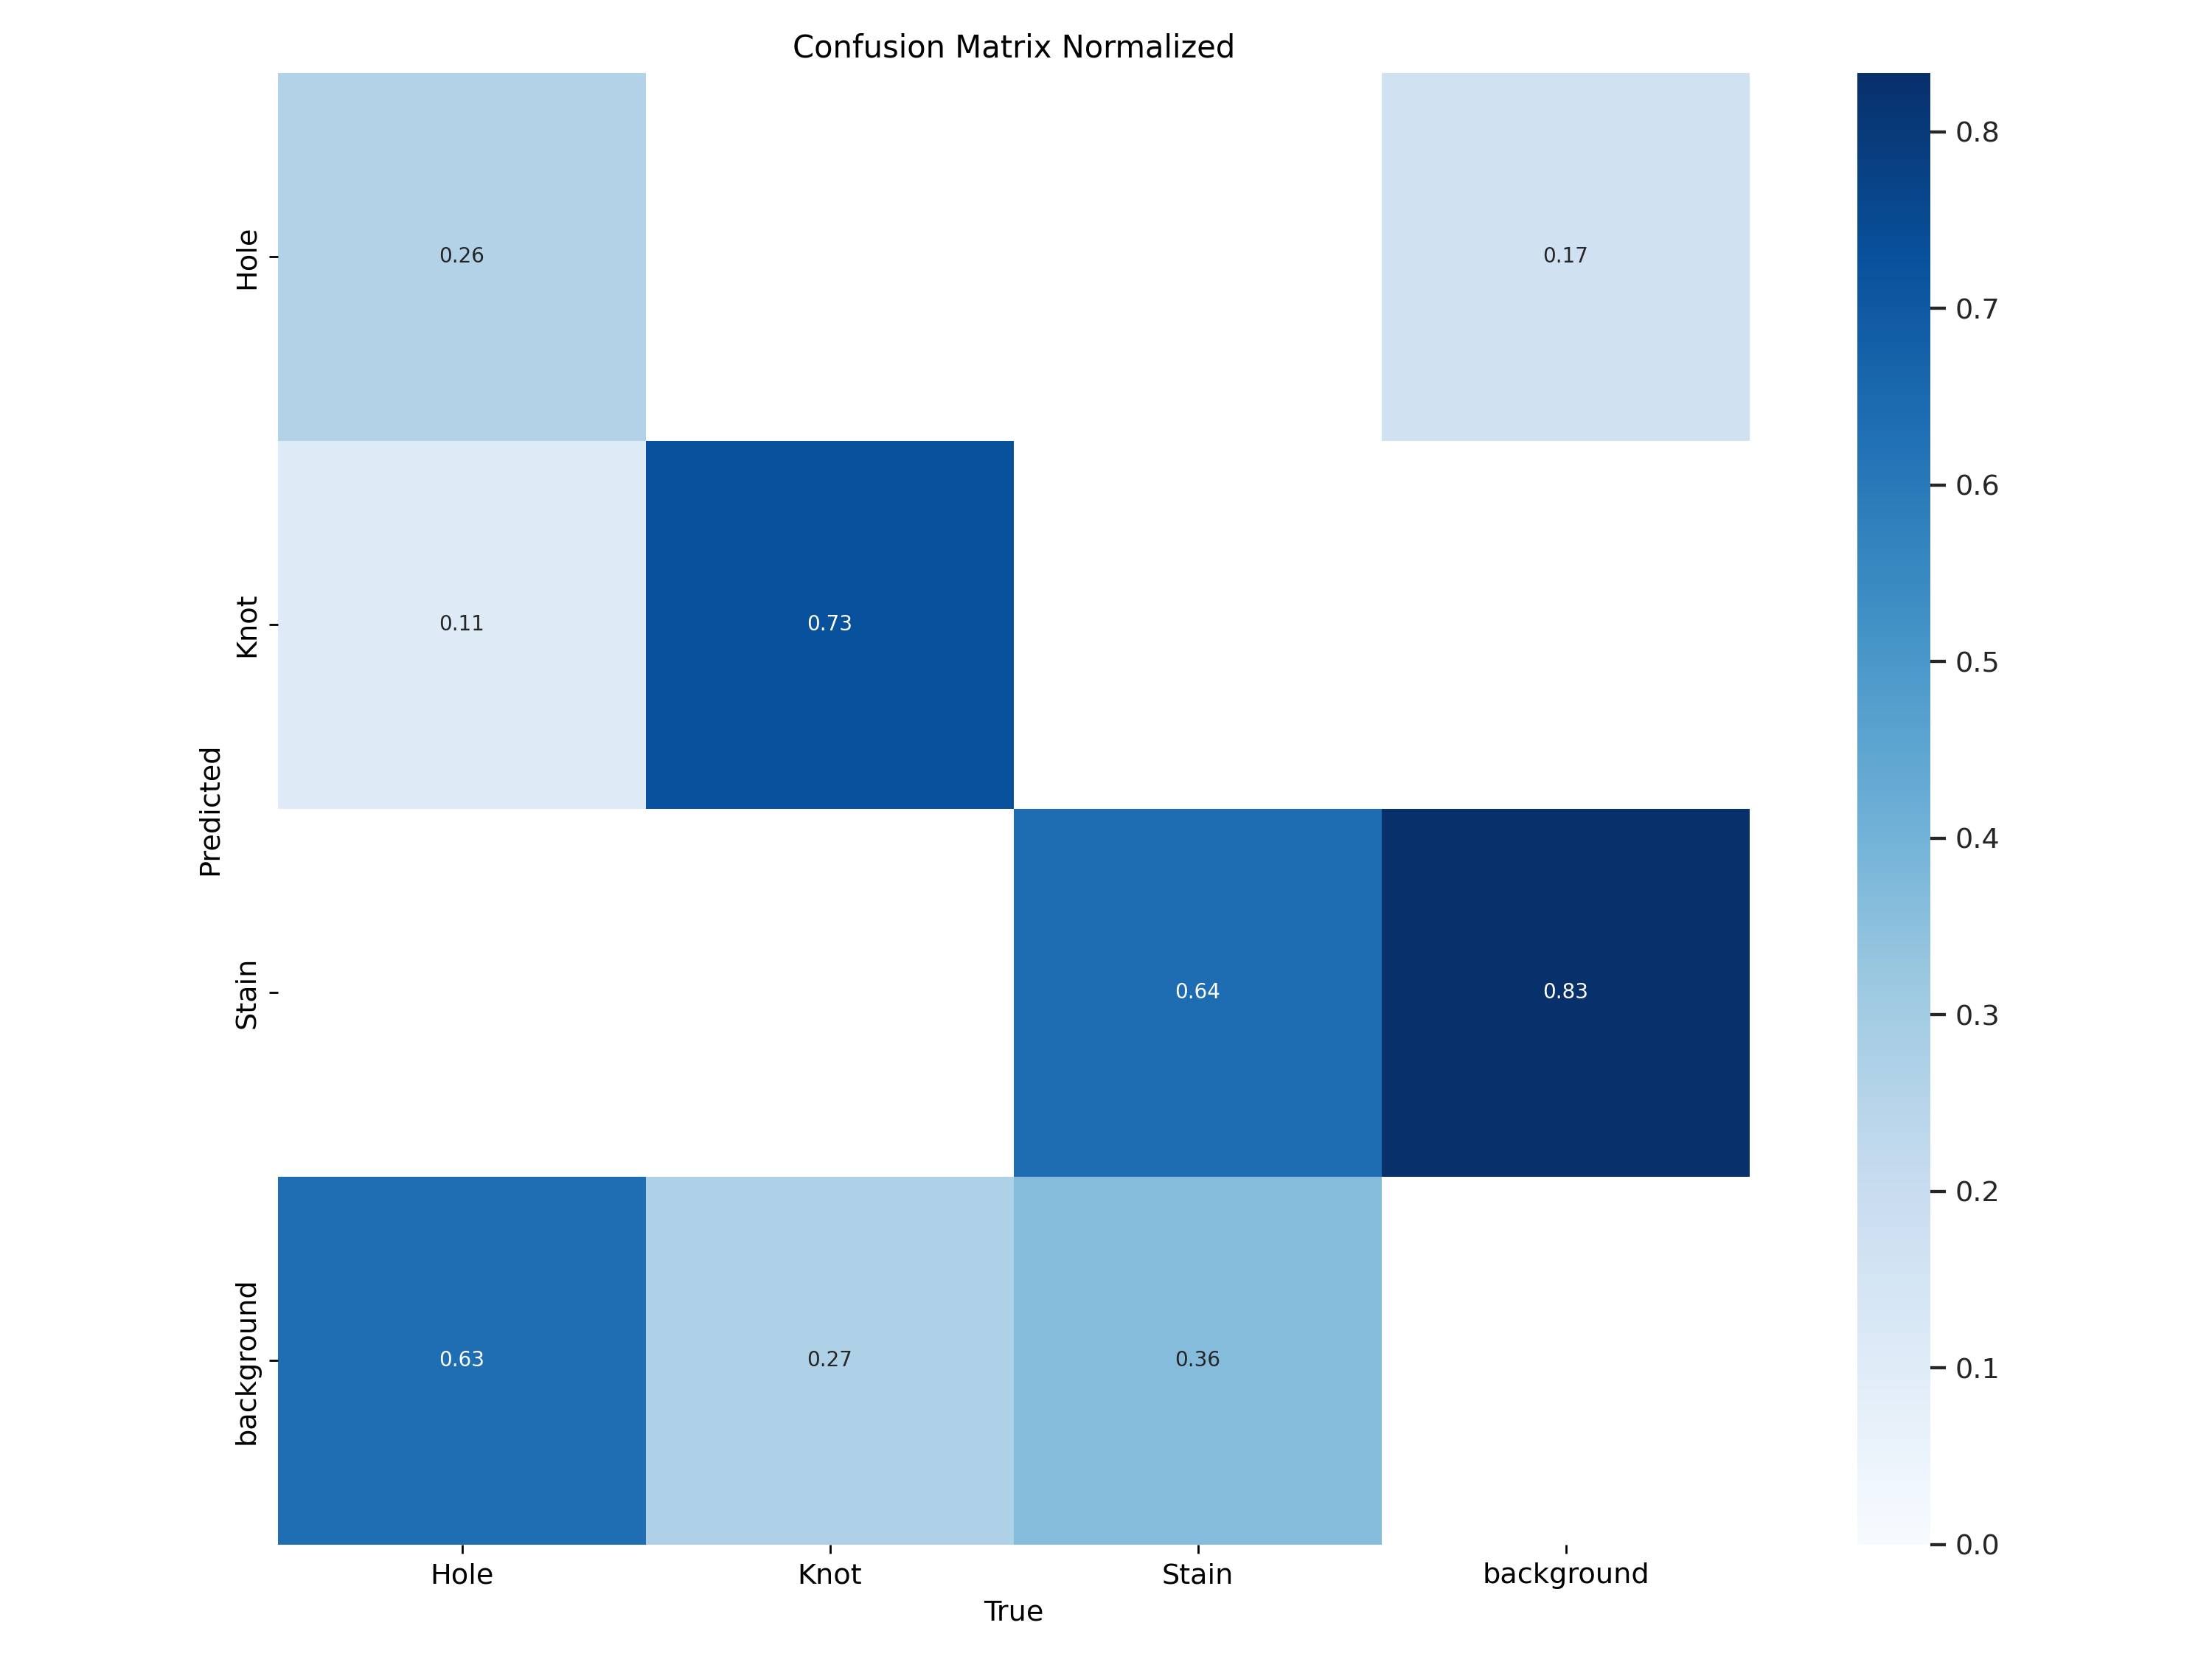 Confusion Matrix Normalized
Hole
0.26
0.17
Knot
0.11
0.73
Stain
0.64
0.83
background
0.63
0.27
0.36
Predicted
Hole
Knot
Stain
background
True
0.8
0.7
0.6
0.5
0.4
0.3
0.2
0.1
0.0